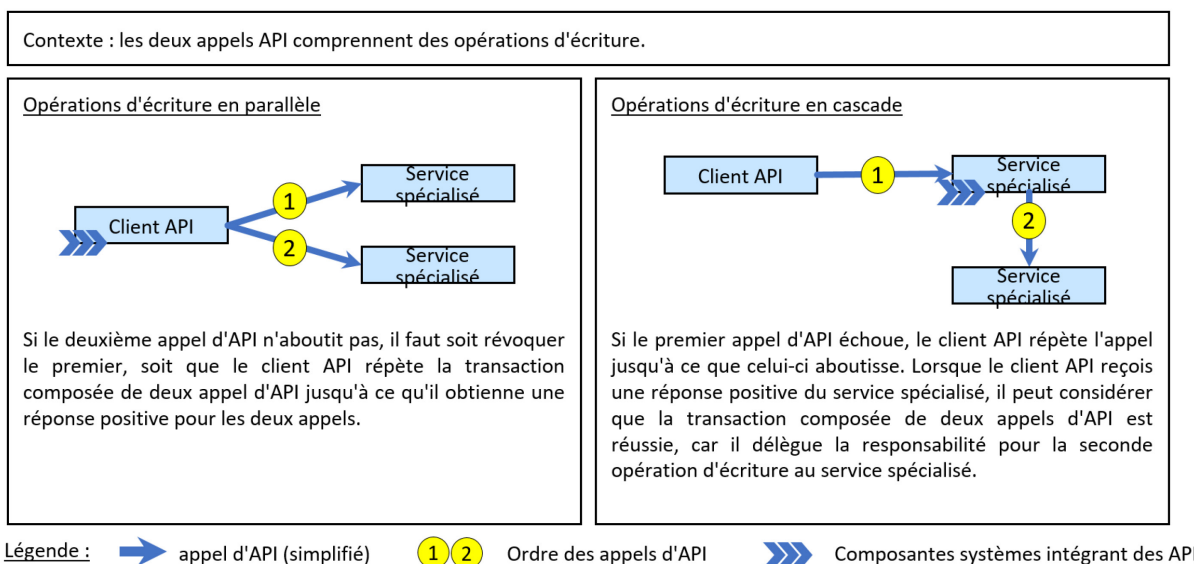 Contexte : les deux appels API comprennent des opérations d'écriture.
Opérations d'écriture en parallèle
Client API
1
2
Service
spécialisé
Service
spécialisé
Si le deuxième appel d'API n'aboutit pas, il faut soit révoquer
le premier, soit que le client API répète la transaction
composée de deux appel d'API jusqu'à ce qu'il obtienne une
réponse positive pour les deux appels.
Opérations d'écriture en cascade
Client API
1
Service
spécialisé
2
Service
spécialisé
Si le premier appel d'API échoue, le client API répète l'appel
jusqu'à ce que celui-ci aboutisse. Lorsque le client API reçois
une réponse positive du service spécialisé, il peut considérer
que la transaction composée de deux appels d'API est
réussie, car il délègue la responsabilité pour la seconde
opération d'écriture au service spécialisé.
Légende : appel d'API (simplifié) 1 2 Ordre des appels d'API Composantes systèmes intégrant des API